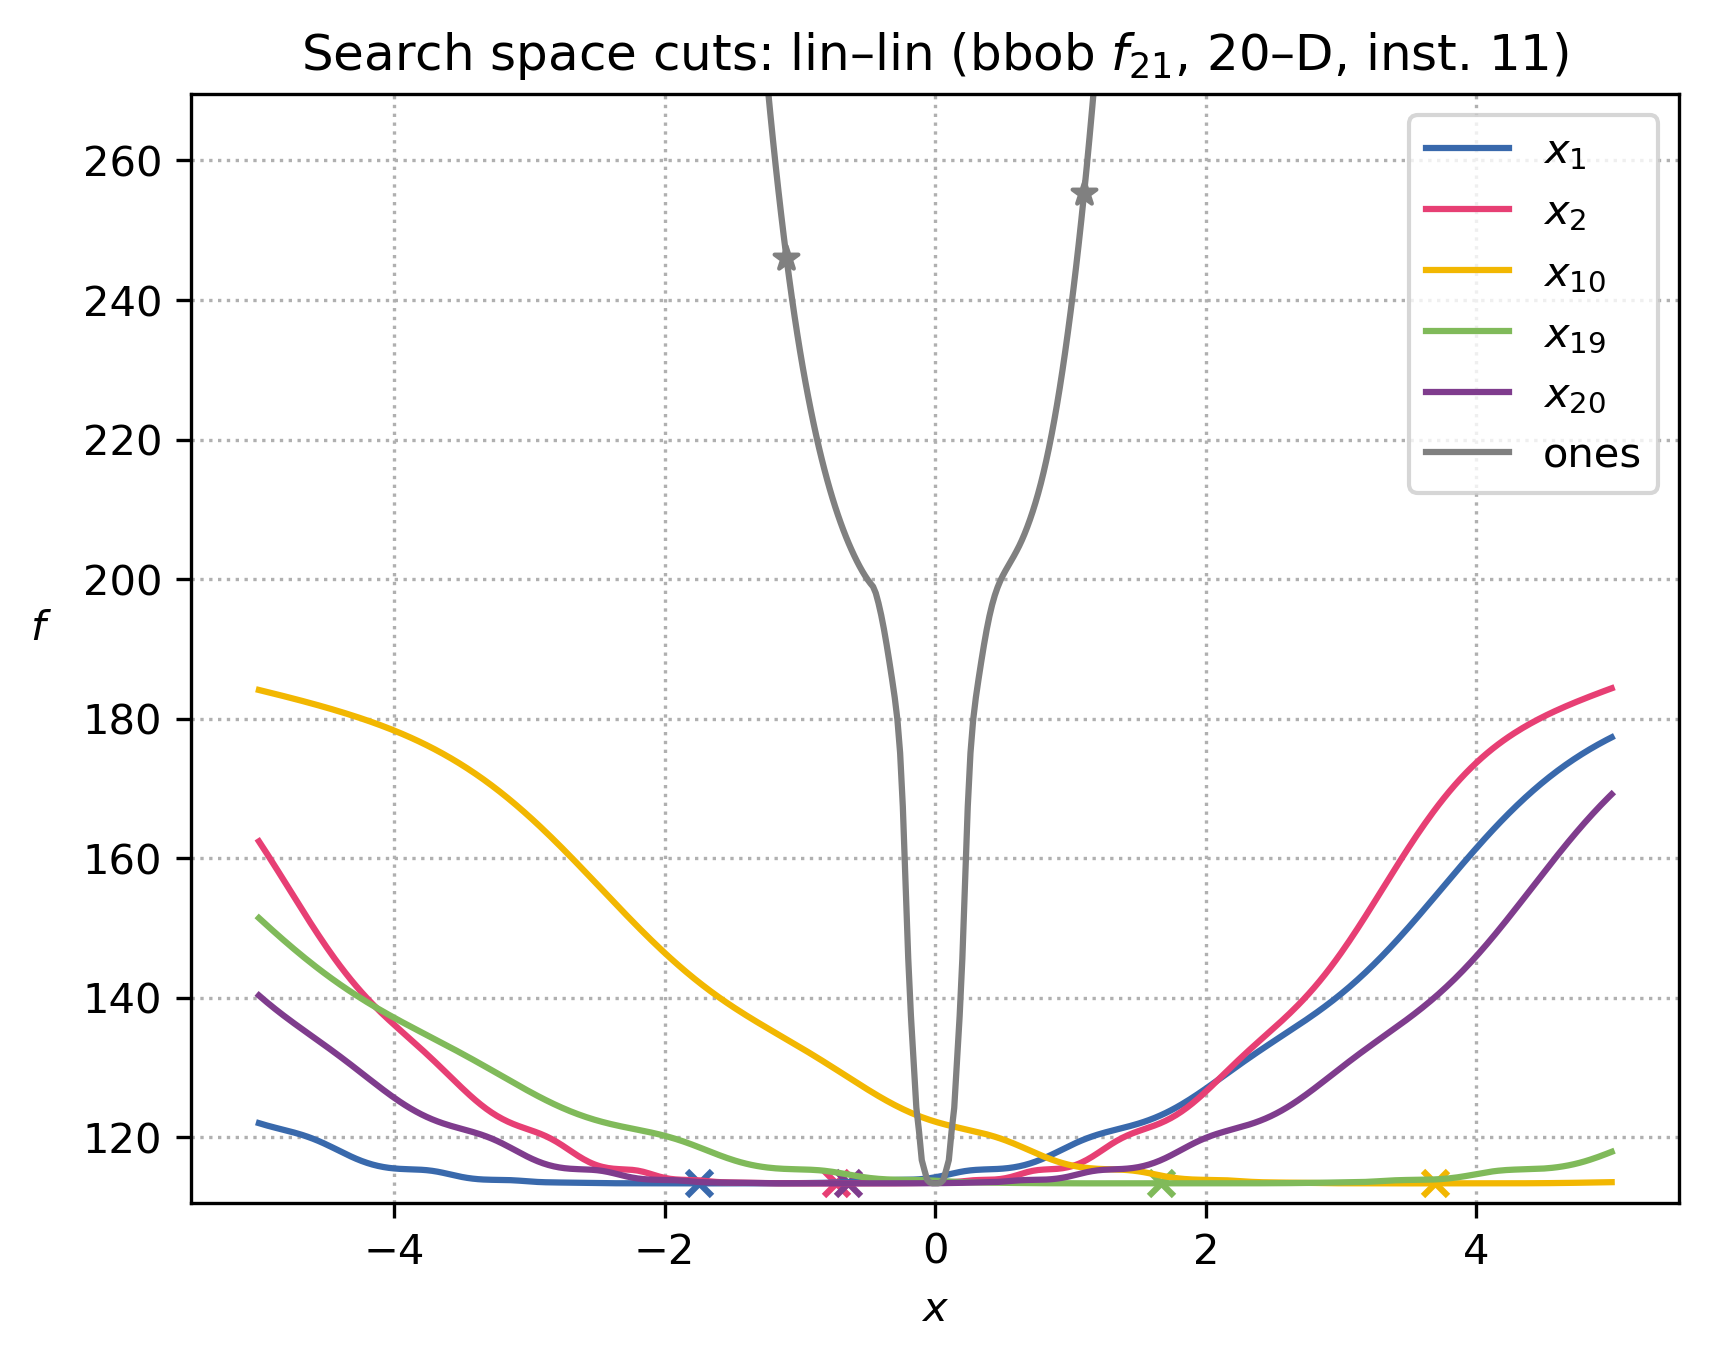 Search space cuts: lin–lin (bbob f₂₁, 20–D, inst. 11)
260
240
220
200
180
160
140
120
f
x₁
x₂
x₁₀
x₁₉
x₂₀
ones
−4 −2 0 2 4
x